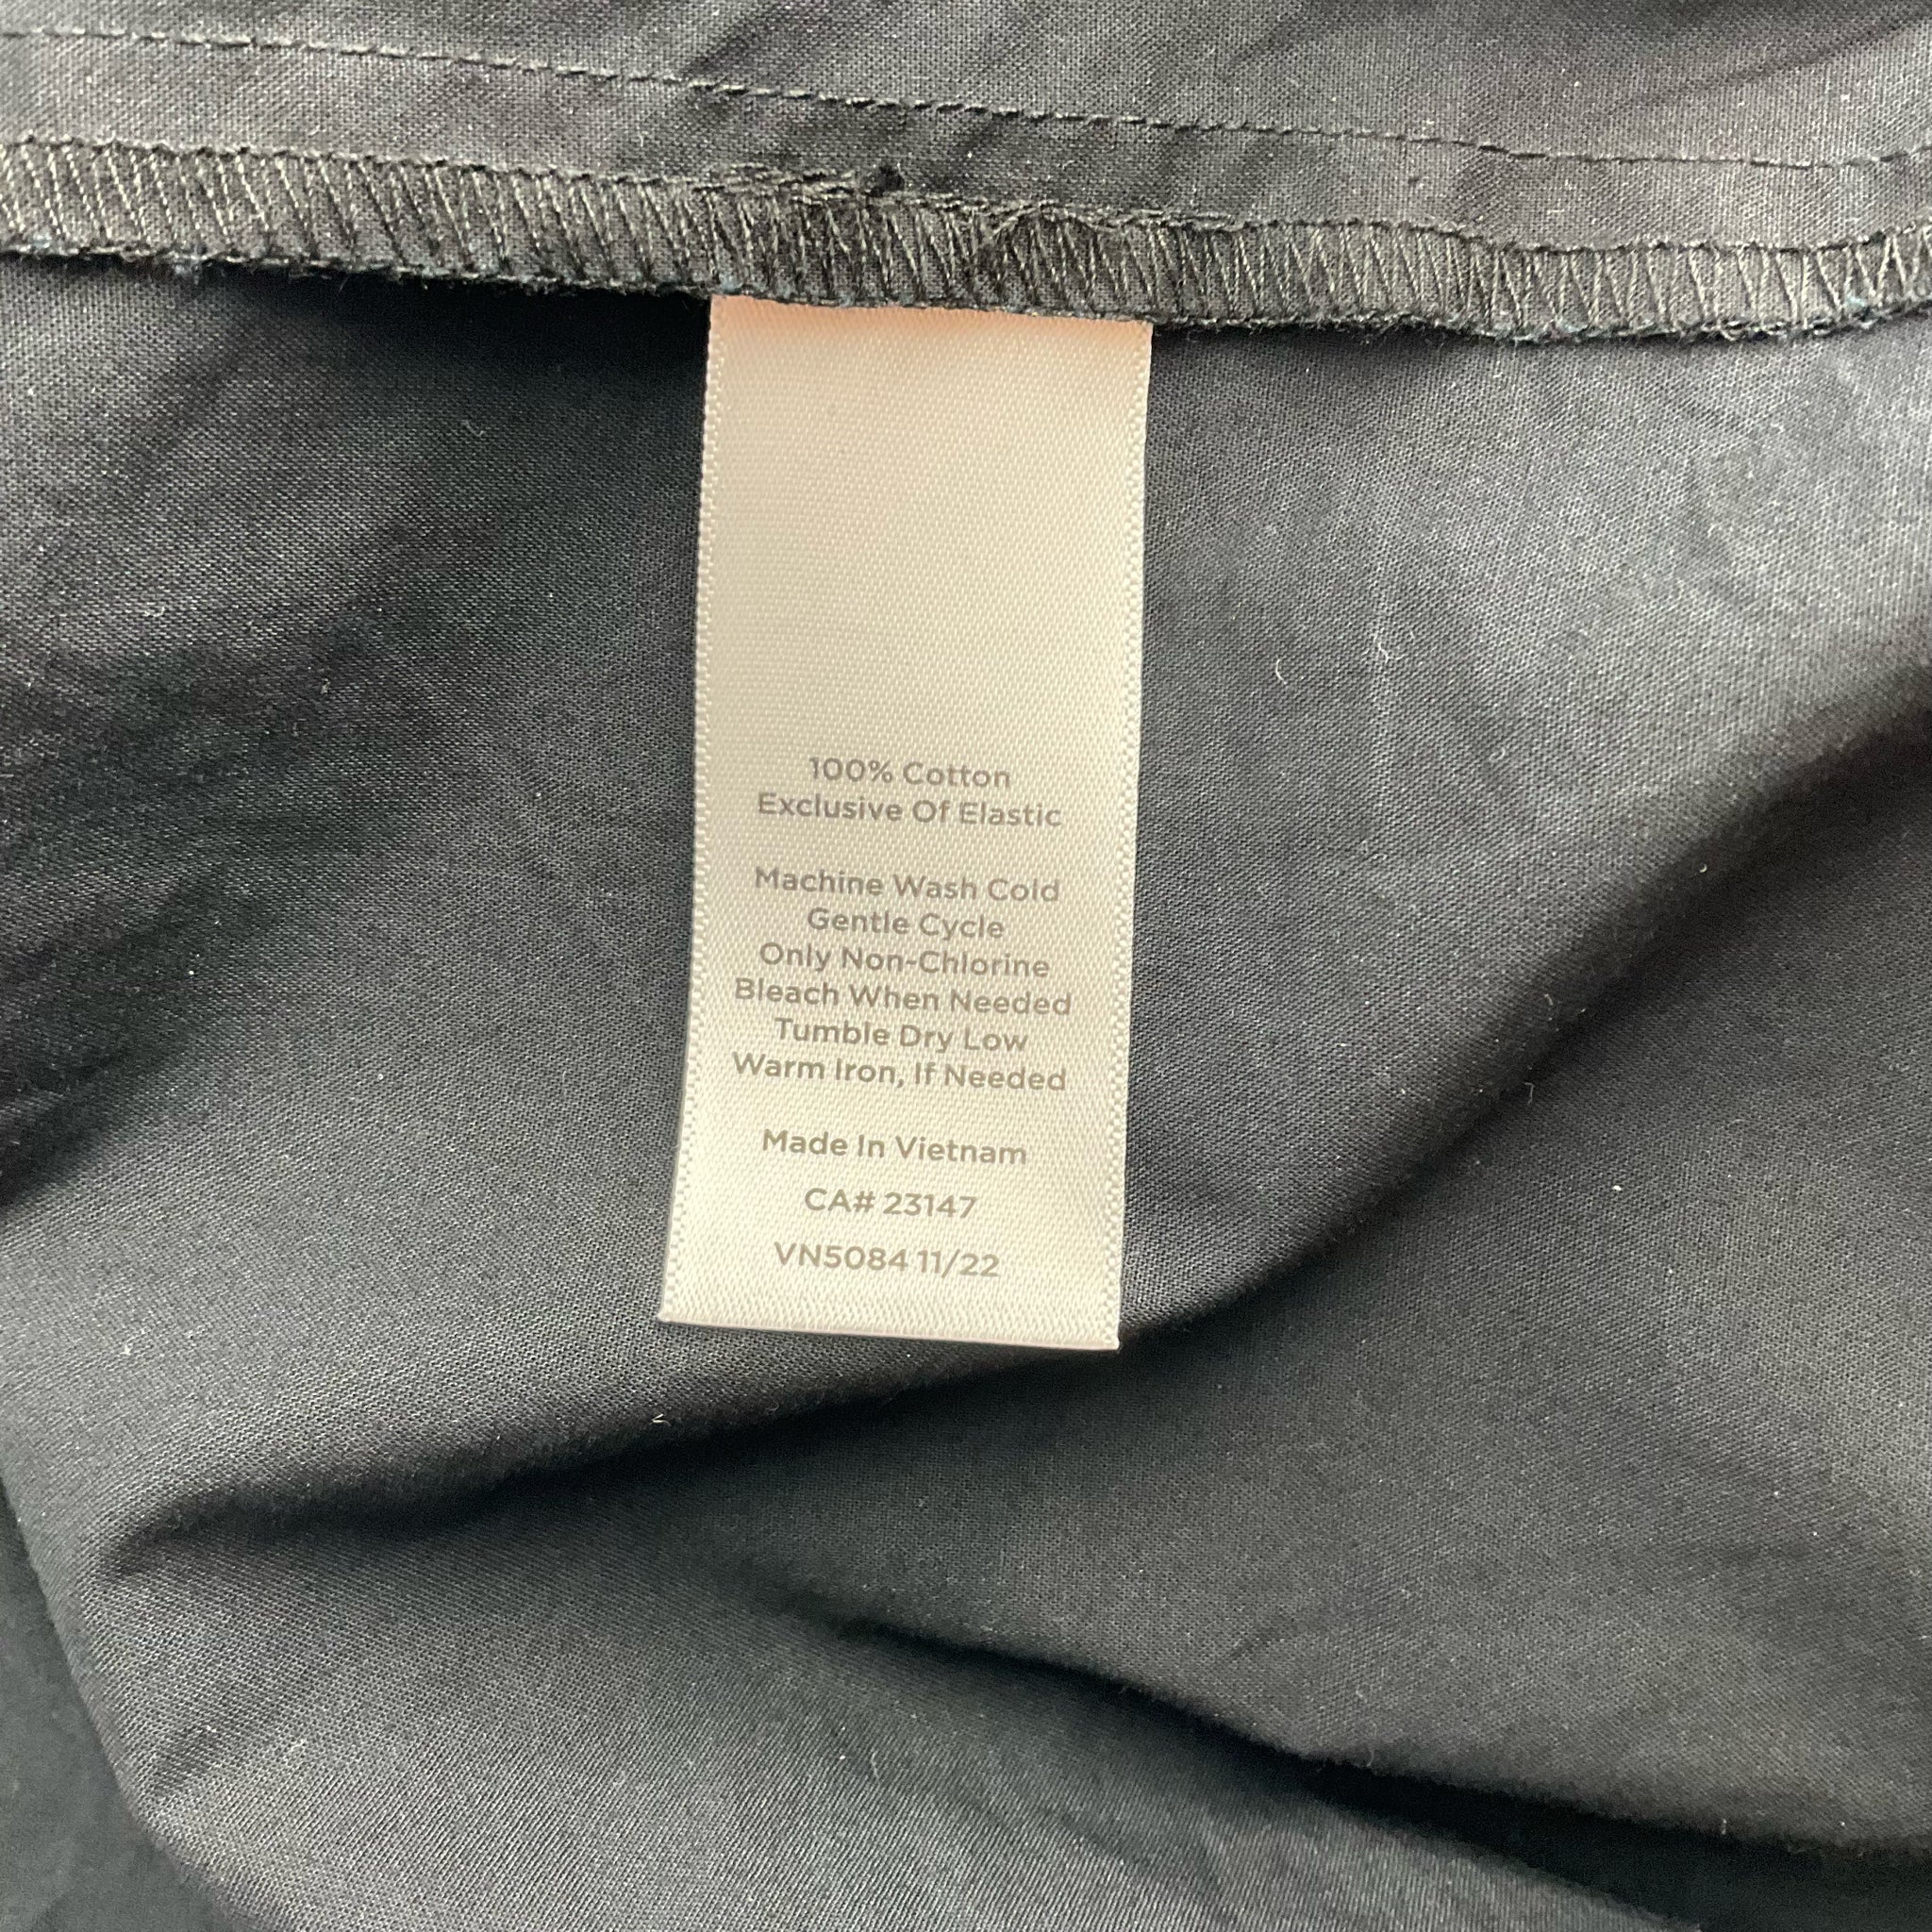 100% Cotton
Exclusive Of Elastic
Machine Wash Cold
Gentle Cycle
Only Non-Chlorine
Bleach When Needed
Tumble Dry Low
Warm Iron, If Needed
Made In Vietnam
CA# 23147
VN5084 11/22